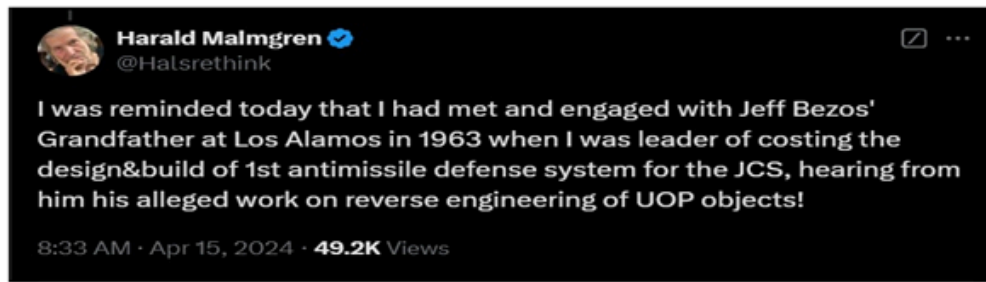 Harald Malmgren
@Halsrethink
I was reminded today that I had met and engaged with Jeff Bezos'
Grandfather at Los Alamos in 1963 when I was leader of costing the
design&build of 1st antimissile defense system for the JCS, hearing from
him his alleged work on reverse engineering of UOP objects!
8:33 AM · Apr 15, 2024 · 49.2K Views